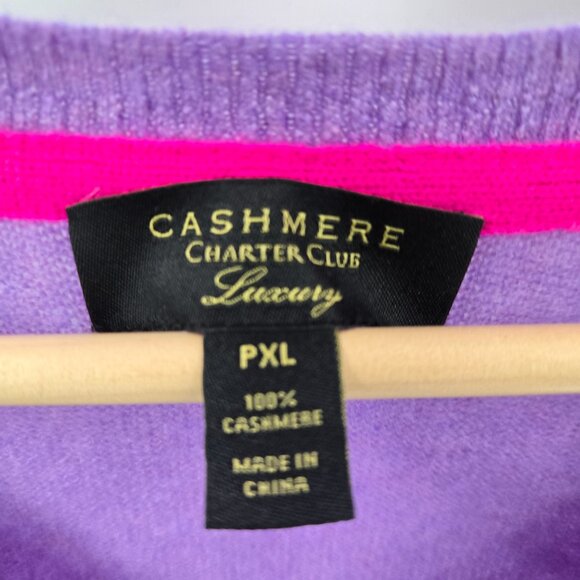 CASHMERE
CHARTER CLUB
Luxury
PXL
100%
CASHMERE
MADE IN
CHINA